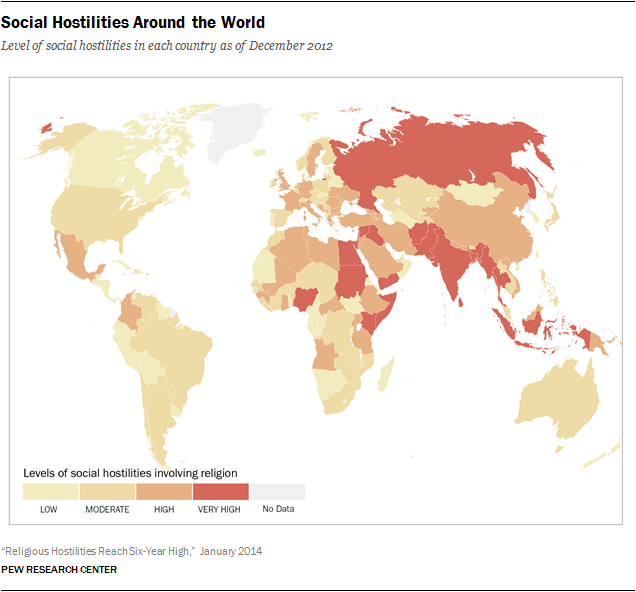 Social Hostilities Around the World
Level of social hostilities in each country as of December 2012
Levels of social hostilities involving religion
LOW MODERATE HIGH VERY HIGH No Data
“Religious Hostilities Reach Six-Year High,” January 2014
PEW RESEARCH CENTER